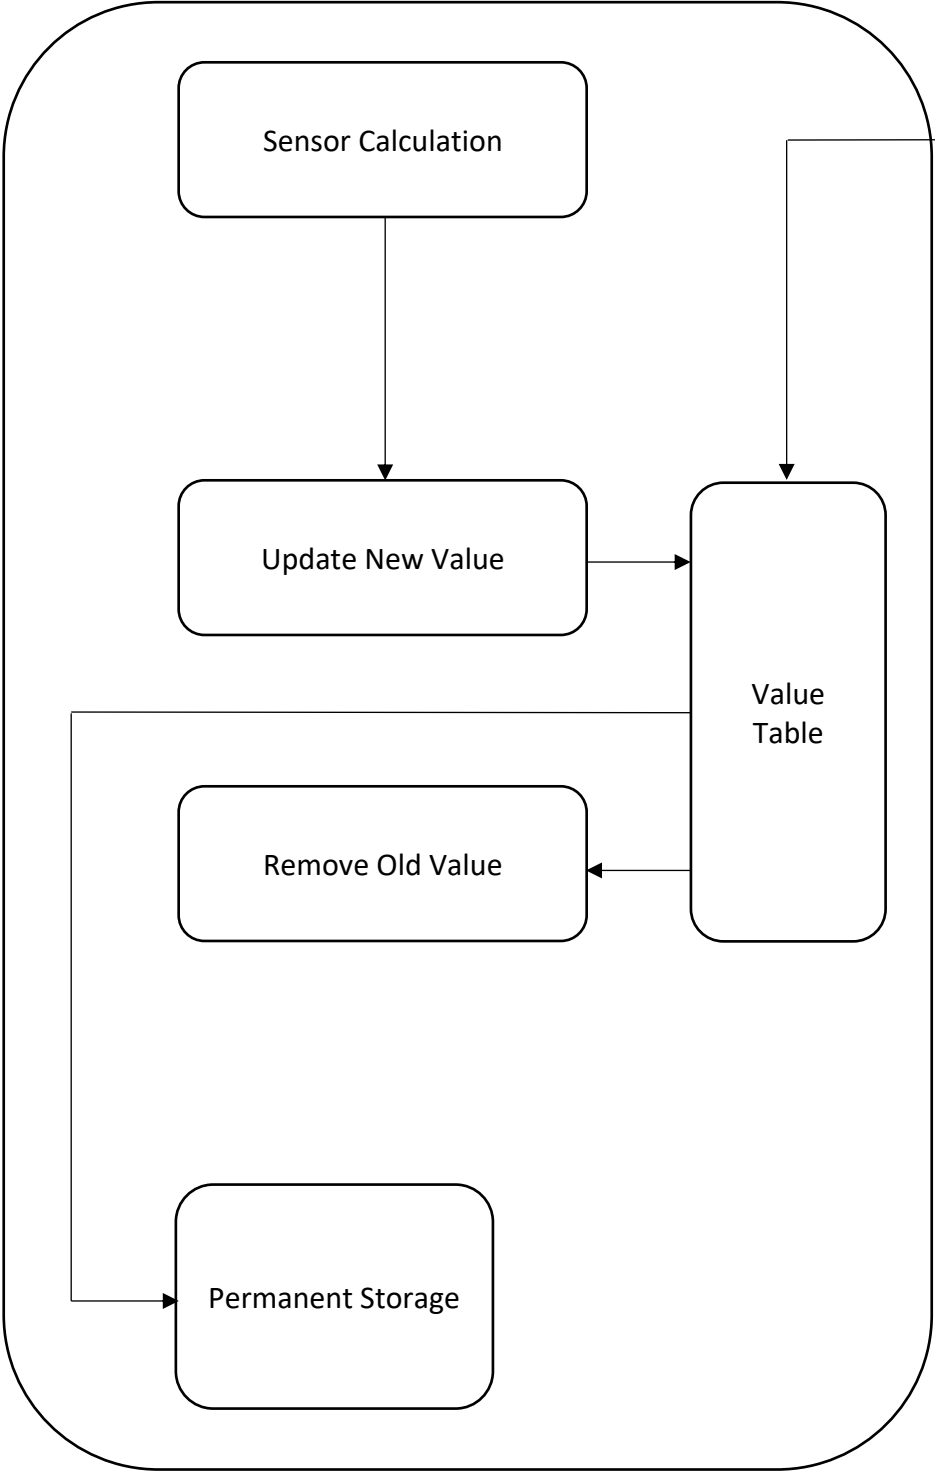 Sensor Calculation
Update New Value
Value
Table
Remove Old Value
Permanent Storage